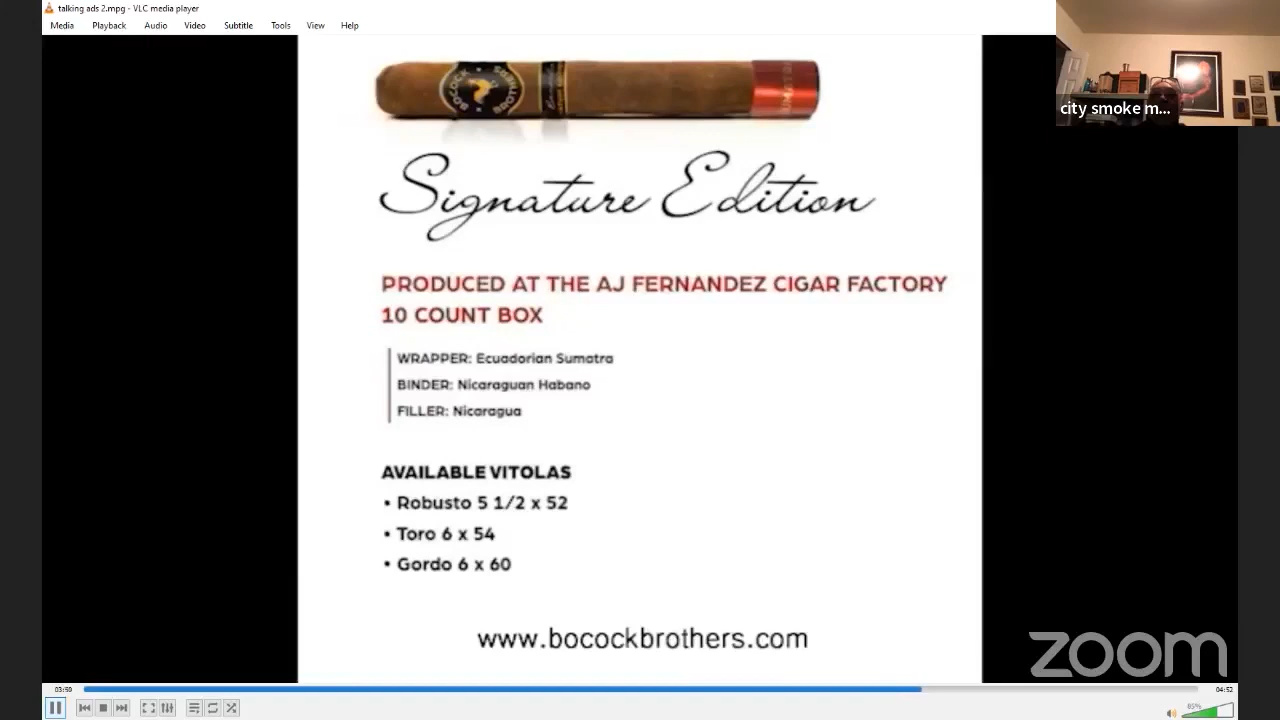 talking ads 2.mpg - VLC media player
Media Playback Audio Video Subtitle Tools View Help
city smoke m...
BOCOCK BROTHERS
Signature Edition
PRODUCED AT THE AJ FERNANDEZ CIGAR FACTORY
10 COUNT BOX
WRAPPER: Ecuadorian Sumatra
BINDER: Nicaraguan Habano
FILLER: Nicaragua
AVAILABLE VITOLAS
• Robusto 5 1/2 x 52
• Toro 6 x 54
• Gordo 6 x 60
www.bocockbrothers.com
zoom
03:59
04:52
85%